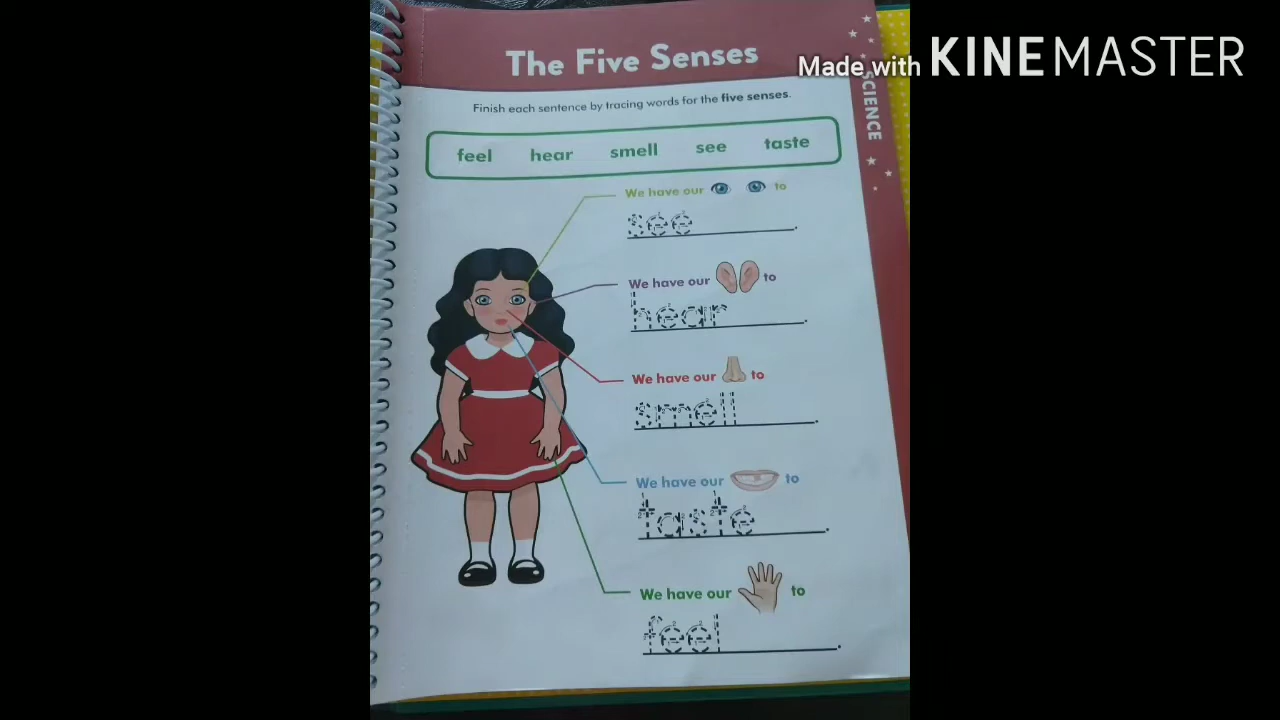 Made with KINEMASTER
The Five Senses
SCIENCE
Finish each sentence by tracing words for the five senses.
feel hear smell see taste
We have our to
see.
We have our to
hear.
We have our to
smell.
We have our to
taste.
We have our to
feel.